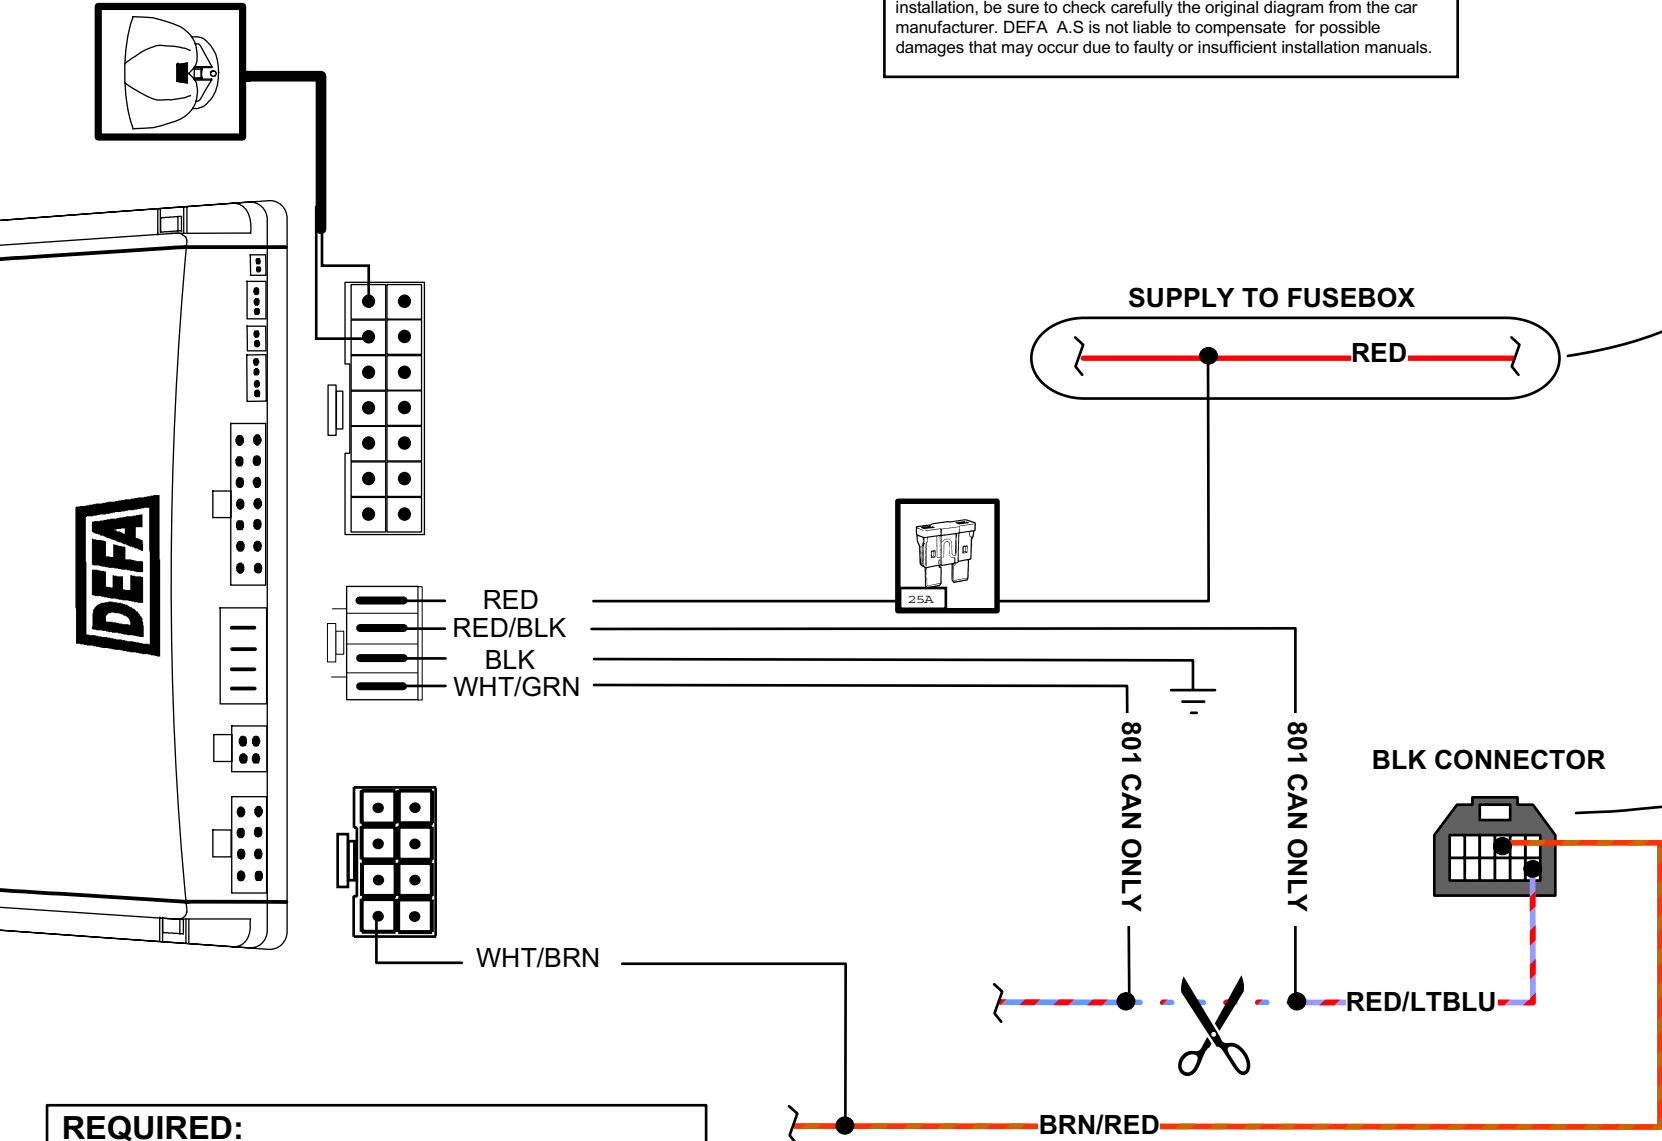 installation, be sure to check carefully the original diagram from the car
manufacturer. DEFA A.S is not liable to compensate for possible
damages that may occur due to faulty or insufficient installation manuals.
SUPPLY TO FUSEBOX
RED
DEFA
25A
RED
RED/BLK
BLK
WHT/GRN
801 CAN ONLY
801 CAN ONLY
BLK CONNECTOR
WHT/BRN
RED/LTBLU
REQUIRED:
BRN/RED